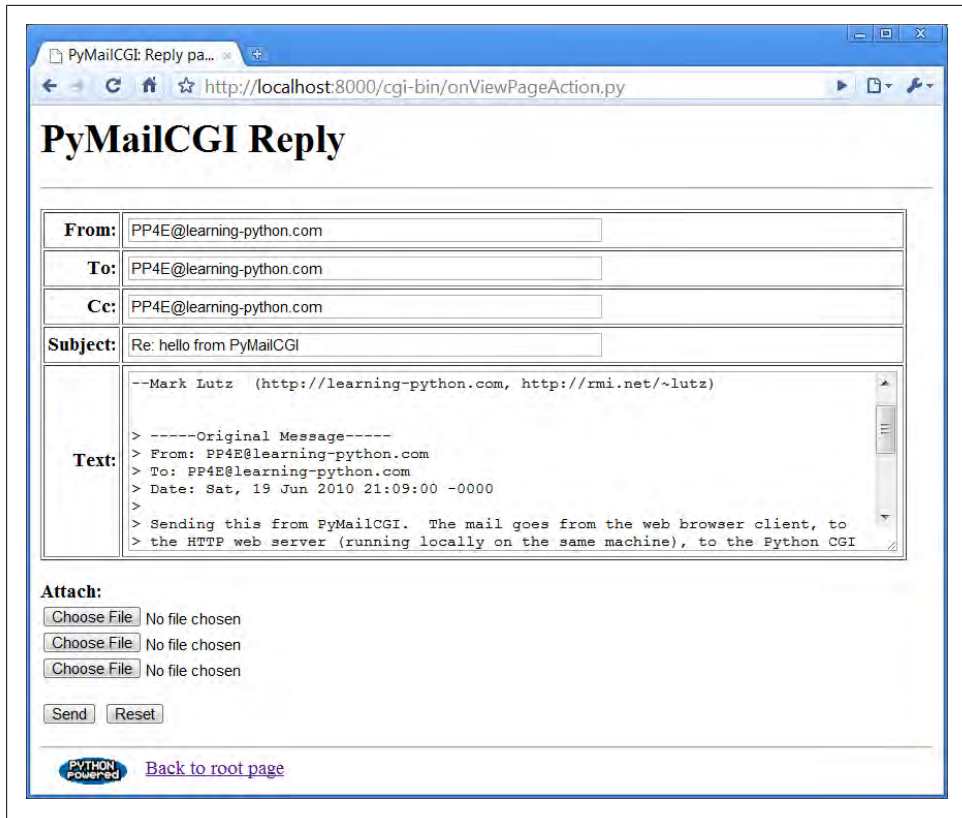 PyMailCGI: Reply pa...
http://localhost:8000/cgi-bin/onViewPageAction.py
PyMailCGI Reply
From: PP4E@learning-python.com
To: PP4E@learning-python.com
Cc: PP4E@learning-python.com
Subject: Re: hello from PyMailCGI
Text:
--Mark Lutz  (http://learning-python.com, http://rmi.net/~lutz)
> -----Original Message-----
> From: PP4E@learning-python.com
> To: PP4E@learning-python.com
> Date: Sat, 19 Jun 2010 21:09:00 -0000
>
> Sending this from PyMailCGI.  The mail goes from the web browser client, to
> the HTTP web server (running locally on the same machine), to the Python CGI
Attach:
Choose File No file chosen
Choose File No file chosen
Choose File No file chosen
Send Reset
PYTHON
Powered
Back to root page